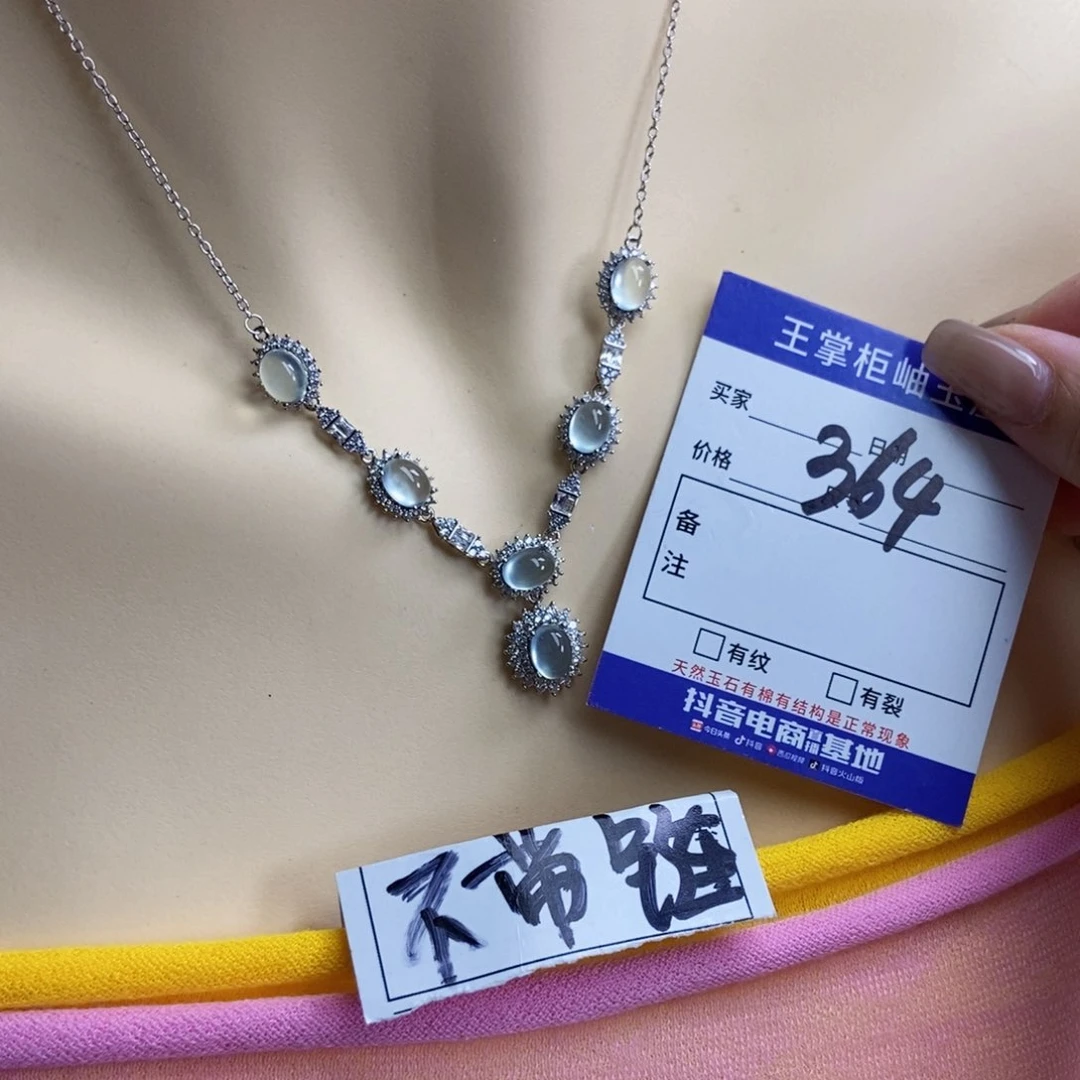 王掌柜岫玉
买家
日期
价格
364
备注
有纹
有裂
天然玉石有棉有结构是正常现象
抖音电商直播基地
今日头条 抖音 西瓜视频 抖音火山版
不带链